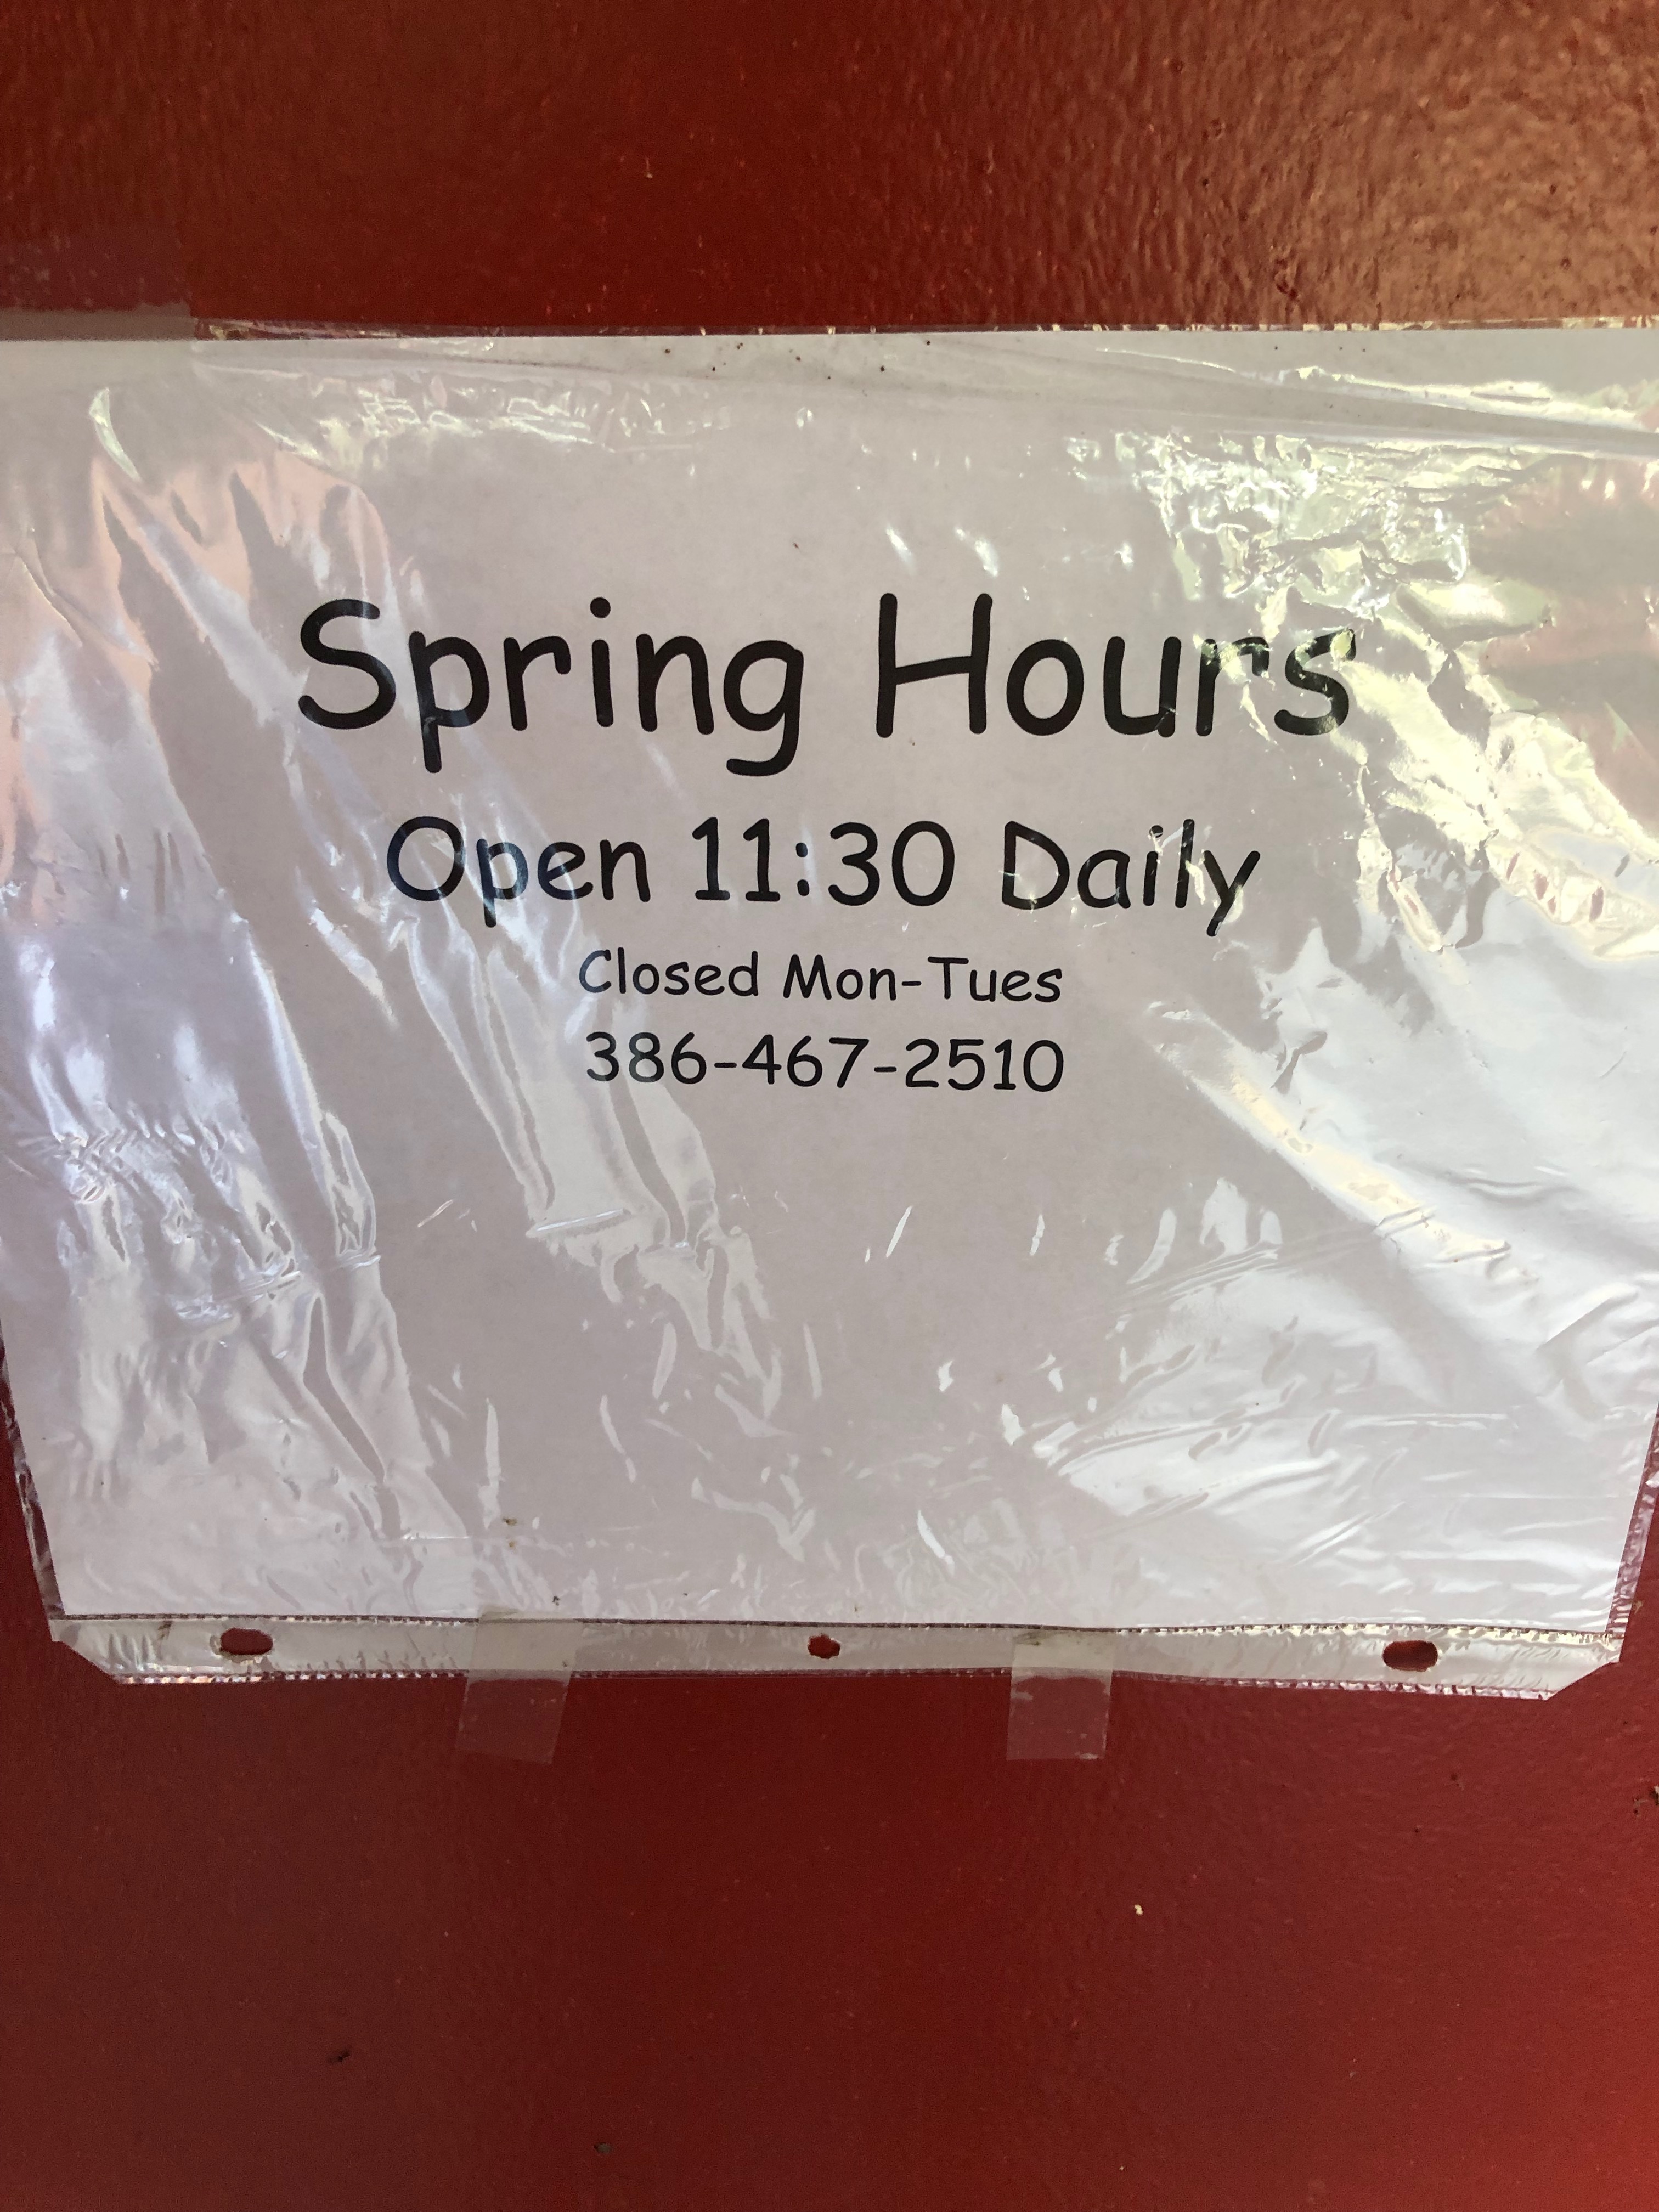 Spring Hours
Open 11:30 Daily
Closed Mon-Tues
386-467-2510